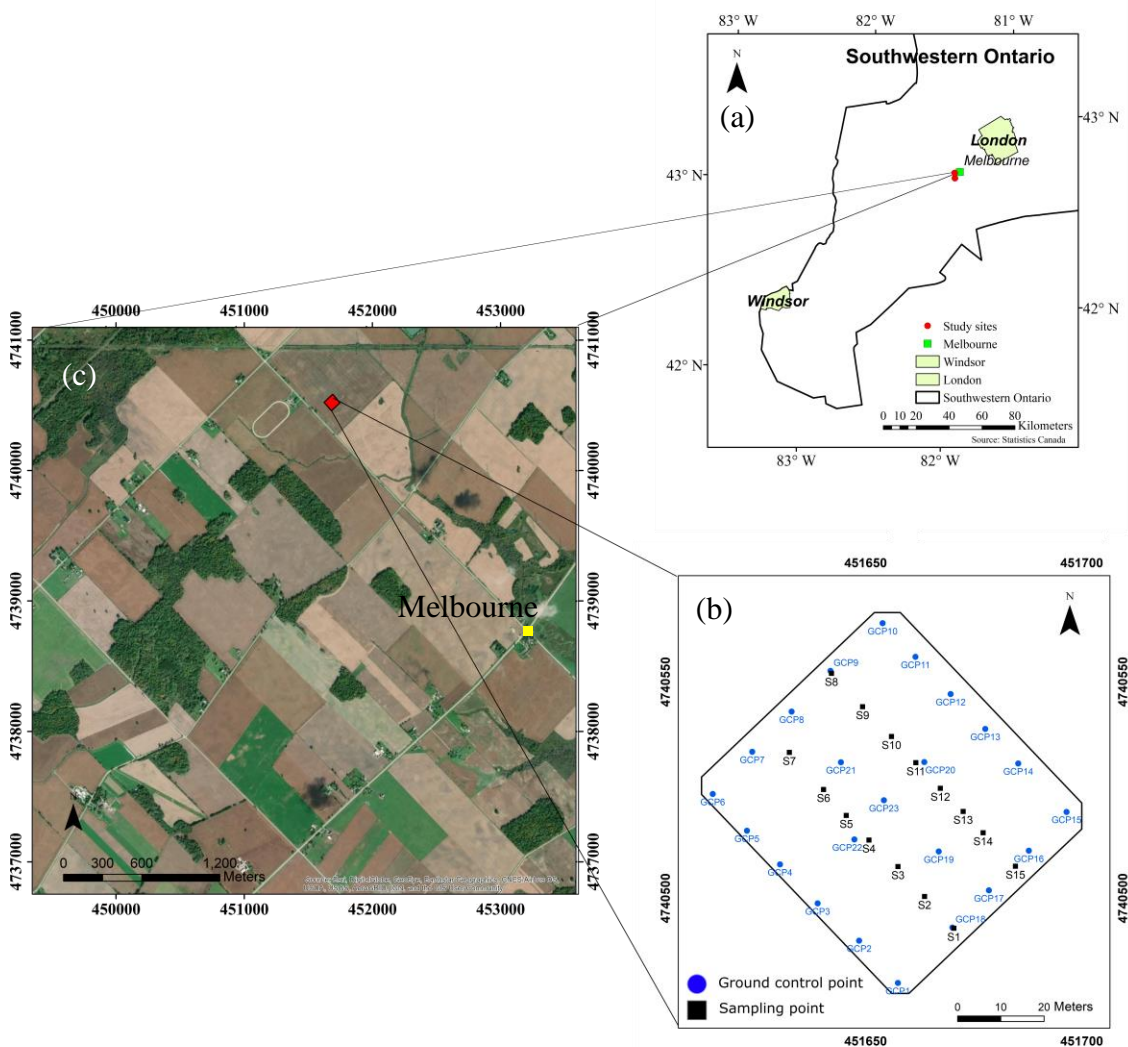 83° W 82° W 81° W
N
Southwestern Ontario
(a)
43° N
London
Melbourne
43° N
Windsor
42° N
42° N
Study sites
Melbourne
Windsor
London
Southwestern Ontario
0 10 20 40 60 80
Kilometers
Source: Statistics Canada
83° W 82° W
450000 451000 452000 453000
4741000 4741000
(c)
4740000 4740000
4739000 4739000
Melbourne
4738000 4738000
4737000 4737000
0 300 600 1,200
Meters
450000 451000 452000 453000
451650 451700
(b)
N
4740550 4740550
GCP10
GCP9
GCP11
S8
GCP12
GCP8
S9
GCP13
S10
GCP7
S7
GCP21
S11
GCP20
GCP14
GCP6
S6
S12
GCP23
S13
GCP15
S5
GCP5
GCP22
S4
S14
GCP19
GCP16
GCP4
S3
S15
4740500 4740500
GCP17
S2
GCP3
GCP18
S1
GCP2
GCP1
Ground control point
Sampling point
0 10 20 Meters
451650 451700